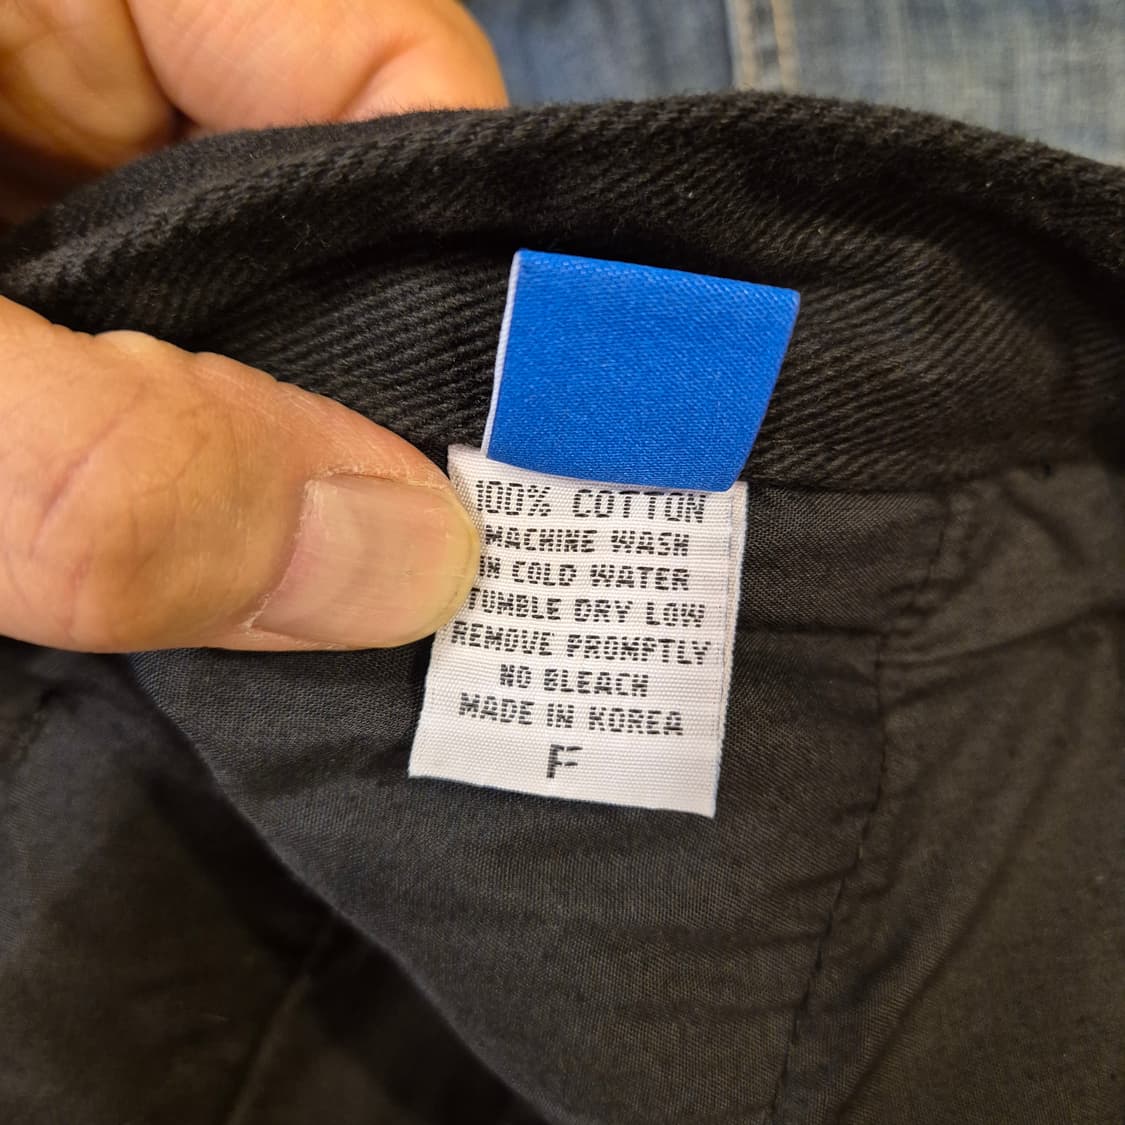 100% COTTON
MACHINE WASH
IN COLD WATER
TUMBLE DRY LOW
REMOVE PROMPTLY
NO BLEACH
MADE IN KOREA
F